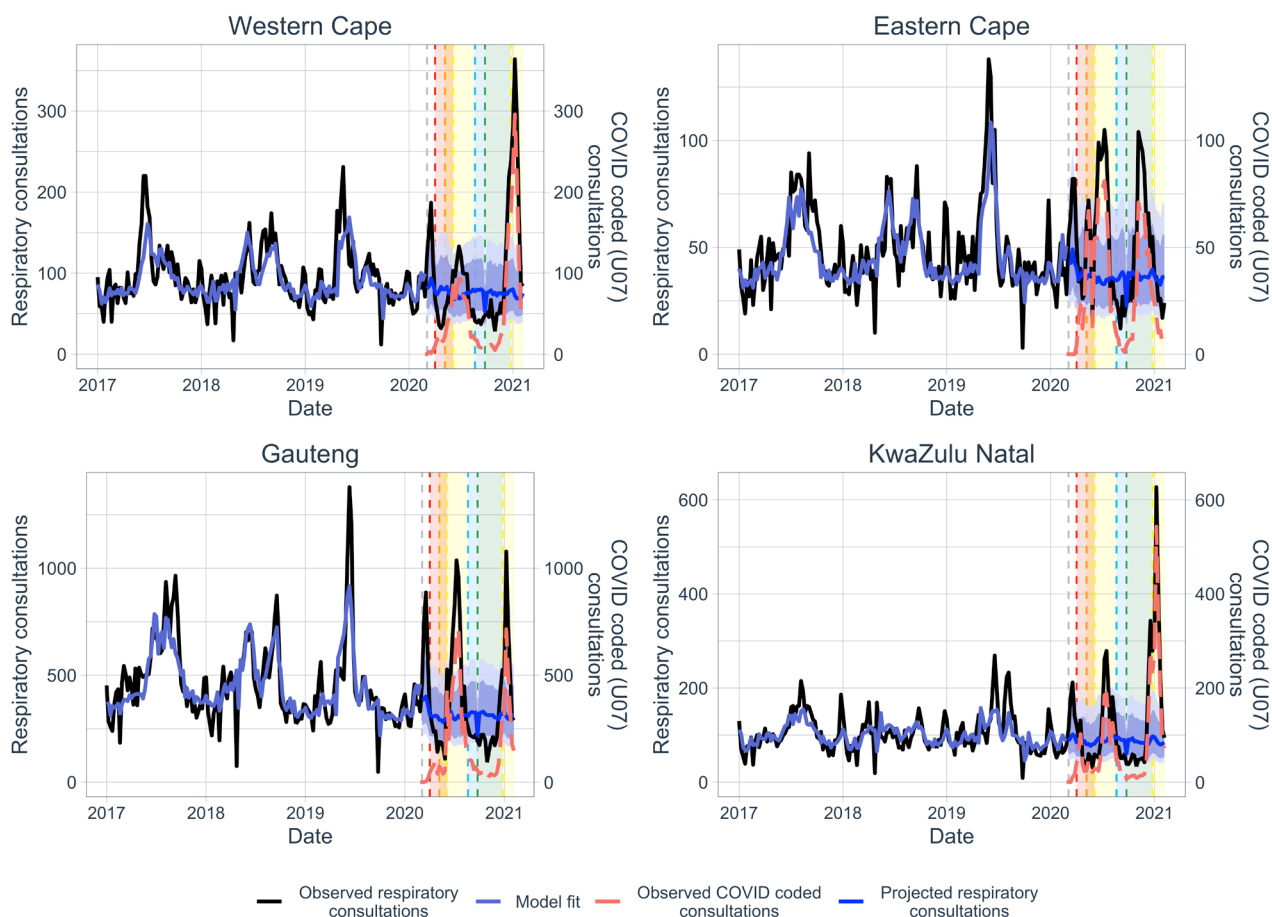 Western Cape
Eastern Cape
Respiratory consultations
300
200
100
0
300
200
100
0
COVID coded (U07)
consultations
2017
2018
2019
2020
2021
Date
Respiratory consultations
100
50
0
100
50
0
COVID coded (U07)
consultations
2017
2018
2019
2020
2021
Date
Gauteng
KwaZulu Natal
Respiratory consultations
1000
500
0
1000
500
0
COVID coded (U07)
consultations
2017
2018
2019
2020
2021
Date
Respiratory consultations
600
400
200
0
600
400
200
0
COVID coded (U07)
consultations
2017
2018
2019
2020
2021
Date
Observed respiratory
consultations
Model fit
Observed COVID coded
consultations
Projected respiratory
consultations